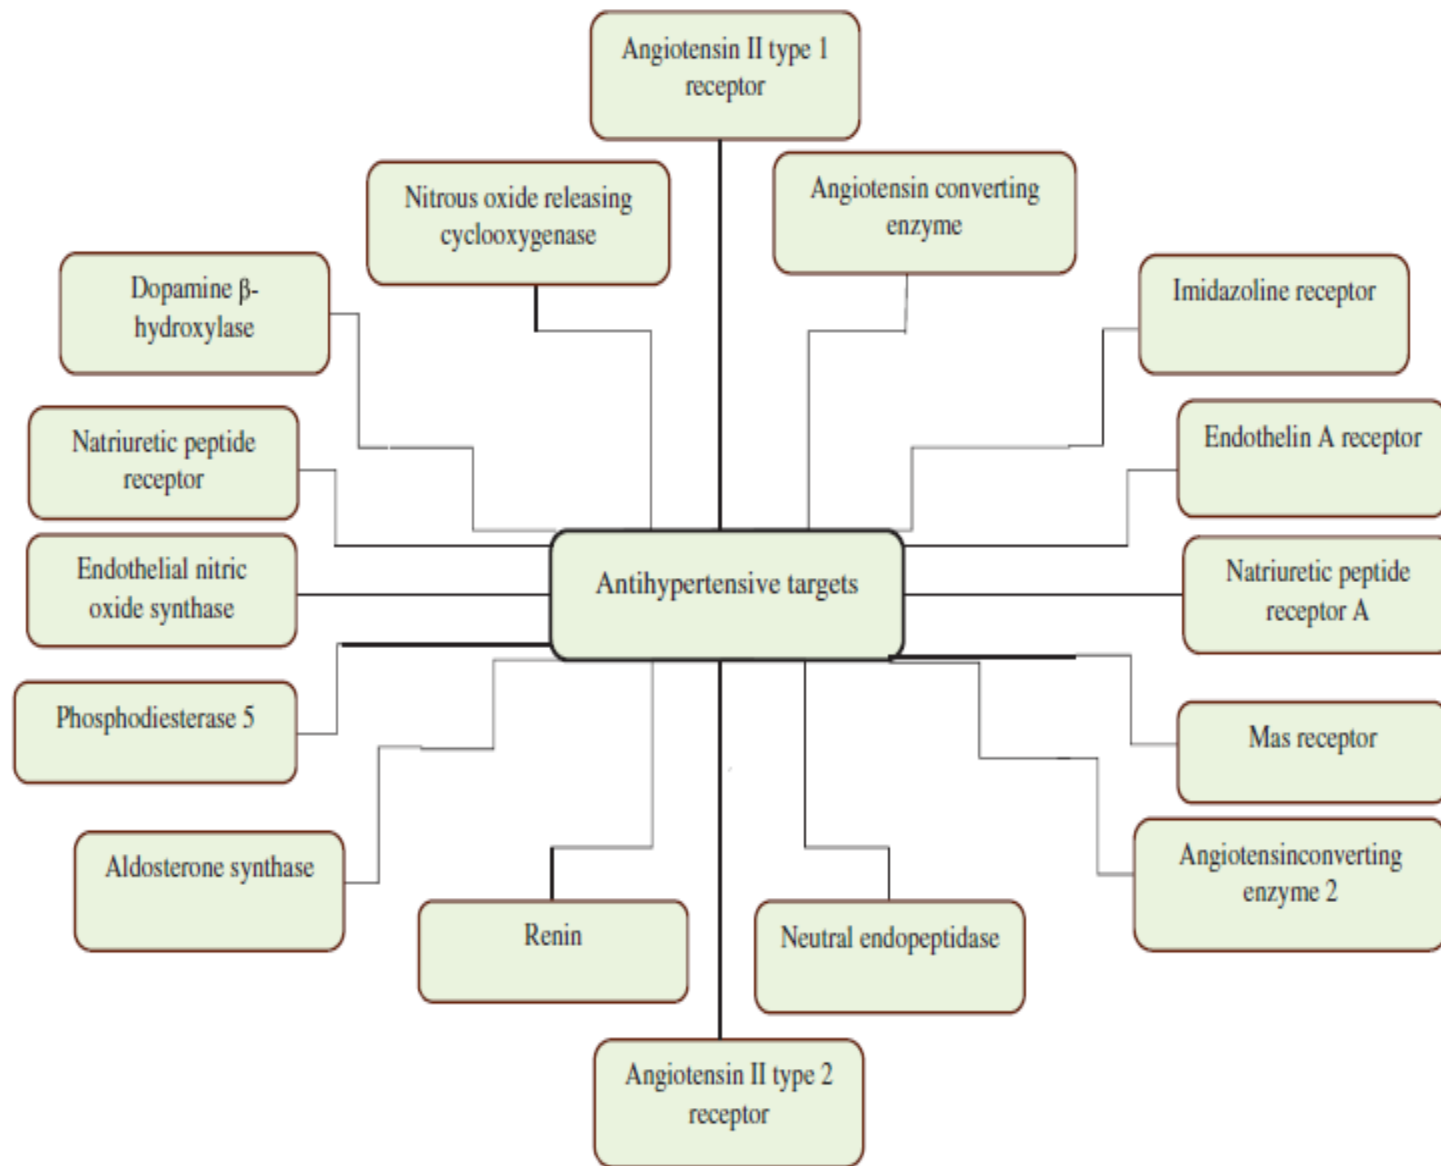 Angiotensin II type 1
receptor
Nitrous oxide releasing
cyclooxygenase
Angiotensin converting
enzyme
Dopamine β-
hydroxylase
Imidazoline receptor
Natriuretic peptide
receptor
Endothelin A receptor
Endothelial nitric
oxide synthase
Antihypertensive targets
Natriuretic peptide
receptor A
Phosphodiesterase 5
Mas receptor
Aldosterone synthase
Angiotensinconverting
enzyme 2
Renin
Neutral endopeptidase
Angiotensin II type 2
receptor